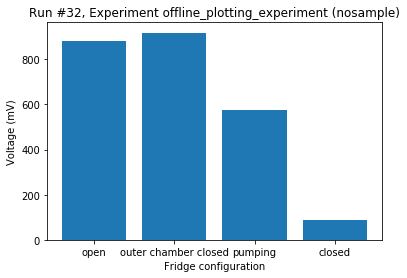 Run #32, Experiment offline_plotting_experiment (nosample)
Voltage (mV)
800
600
400
200
0
open outer chamber closed pumping closed
Fridge configuration